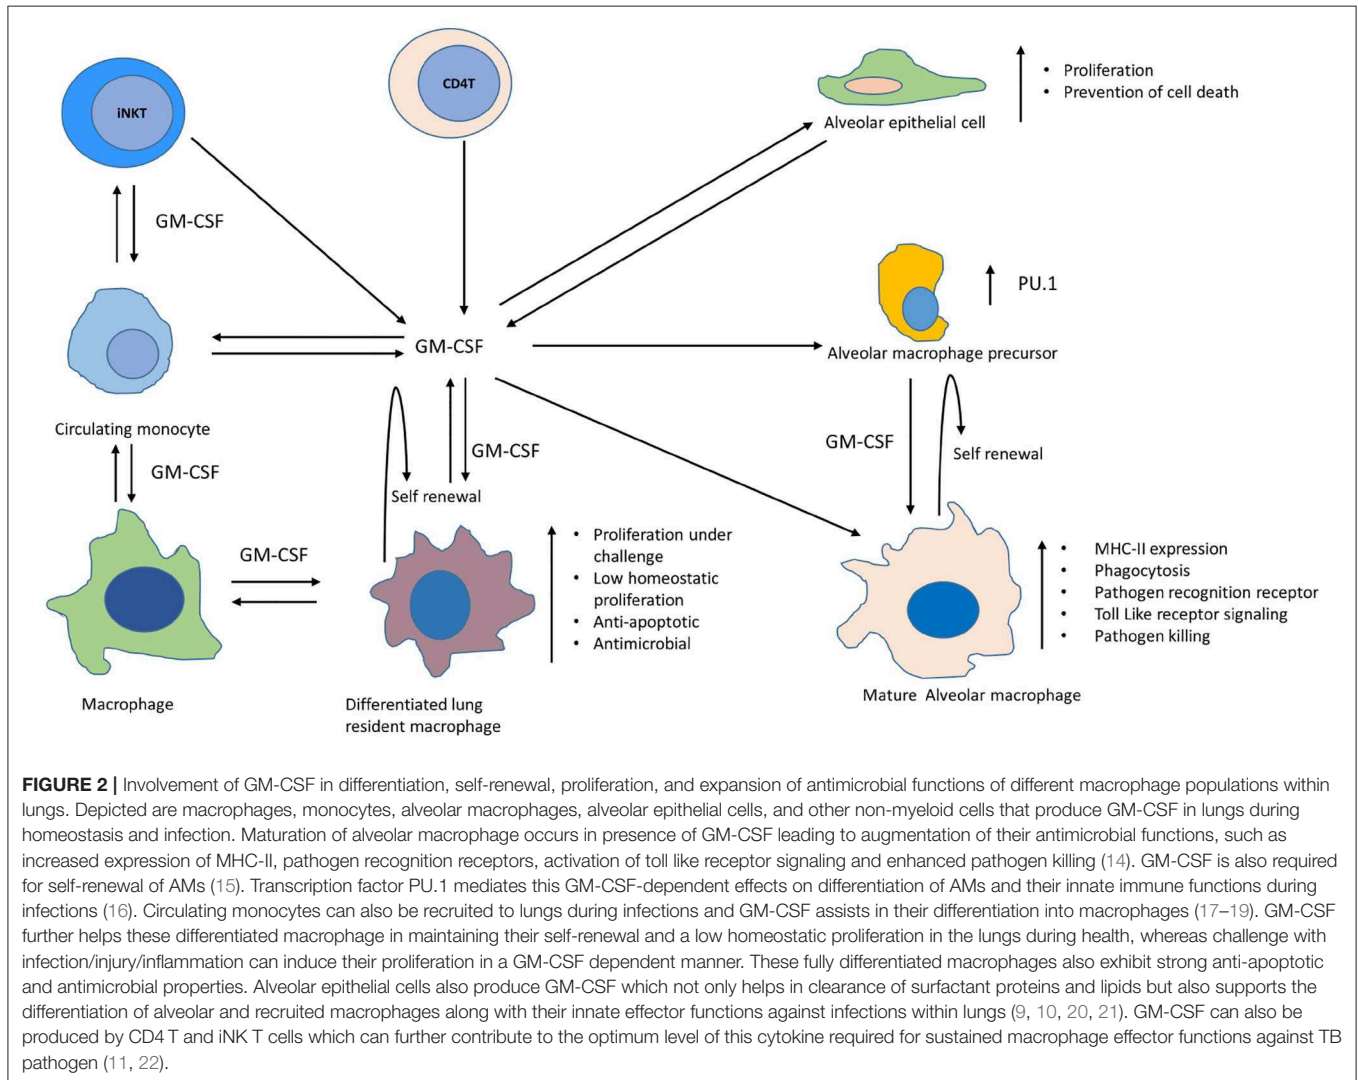 iNKT
CD4T
Alveolar epithelial cell
• Proliferation
• Prevention of cell death
GM-CSF
Circulating monocyte
GM-CSF
PU.1
Alveolar macrophage precursor
GM-CSF
GM-CSF
Self renewal
GM-CSF
Self renewal
GM-CSF
Macrophage
Differentiated lung
resident macrophage
• Proliferation under
challenge
• Low homeostatic
proliferation
• Anti-apoptotic
• Antimicrobial
Mature Alveolar macrophage
• MHC-II expression
• Phagocytosis
• Pathogen recognition receptor
• Toll Like receptor signaling
• Pathogen killing
FIGURE 2 | Involvement of GM-CSF in differentiation, self-renewal, proliferation, and expansion of antimicrobial functions of different macrophage populations within
lungs. Depicted are macrophages, monocytes, alveolar macrophages, alveolar epithelial cells, and other non-myeloid cells that produce GM-CSF in lungs during
homeostasis and infection. Maturation of alveolar macrophage occurs in presence of GM-CSF leading to augmentation of their antimicrobial functions, such as
increased expression of MHC-II, pathogen recognition receptors, activation of toll like receptor signaling and enhanced pathogen killing (14). GM-CSF is also required
for self-renewal of AMs (15). Transcription factor PU.1 mediates this GM-CSF-dependent effects on differentiation of AMs and their innate immune functions during
infections (16). Circulating monocytes can also be recruited to lungs during infections and GM-CSF assists in their differentiation into macrophages (17–19). GM-CSF
further helps these differentiated macrophage in maintaining their self-renewal and a low homeostatic proliferation in the lungs during health, whereas challenge with
infection/injury/inflammation can induce their proliferation in a GM-CSF dependent manner. These fully differentiated macrophages also exhibit strong anti-apoptotic
and antimicrobial properties. Alveolar epithelial cells also produce GM-CSF which not only helps in clearance of surfactant proteins and lipids but also supports the
differentiation of alveolar and recruited macrophages along with their innate effector functions against infections within lungs (9, 10, 20, 21). GM-CSF can also be
produced by CD4 T and iNK T cells which can further contribute to the optimum level of this cytokine required for sustained macrophage effector functions against TB
pathogen (11, 22).